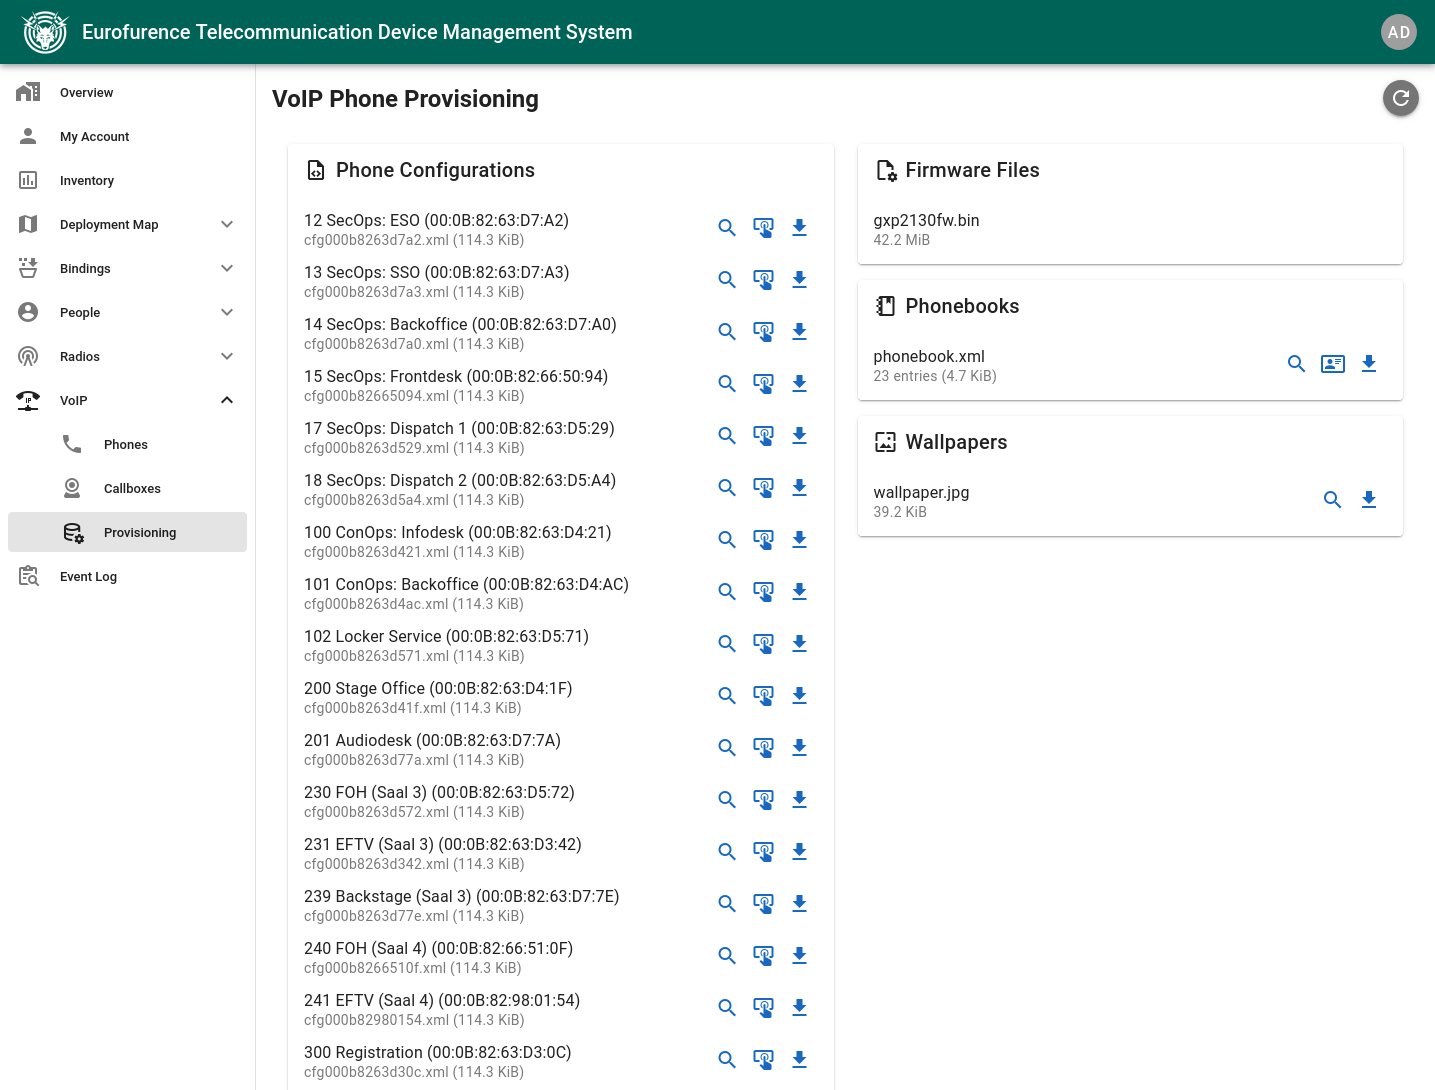 Eurofurence Telecommunication Device Management System
AD
Overview
My Account
Inventory
Deployment Map
Bindings
People
Radios
IP
VoIP
Phones
Callboxes
Provisioning
Event Log
VoIP Phone Provisioning
Phone Configurations
12 SecOps: ESO (00:0B:82:63:D7:A2)
cfg000b8263d7a2.xml (114.3 KiB)
13 SecOps: SSO (00:0B:82:63:D7:A3)
cfg000b8263d7a3.xml (114.3 KiB)
14 SecOps: Backoffice (00:0B:82:63:D7:A0)
cfg000b8263d7a0.xml (114.3 KiB)
15 SecOps: Frontdesk (00:0B:82:66:50:94)
cfg000b82665094.xml (114.3 KiB)
17 SecOps: Dispatch 1 (00:0B:82:63:D5:29)
cfg000b8263d529.xml (114.3 KiB)
18 SecOps: Dispatch 2 (00:0B:82:63:D5:A4)
cfg000b8263d5a4.xml (114.3 KiB)
100 ConOps: Infodesk (00:0B:82:63:D4:21)
cfg000b8263d421.xml (114.3 KiB)
101 ConOps: Backoffice (00:0B:82:63:D4:AC)
cfg000b8263d4ac.xml (114.3 KiB)
102 Locker Service (00:0B:82:63:D5:71)
cfg000b8263d571.xml (114.3 KiB)
200 Stage Office (00:0B:82:63:D4:1F)
cfg000b8263d41f.xml (114.3 KiB)
201 Audiodesk (00:0B:82:63:D7:7A)
cfg000b8263d77a.xml (114.3 KiB)
230 FOH (Saal 3) (00:0B:82:63:D5:72)
cfg000b8263d572.xml (114.3 KiB)
231 EFTV (Saal 3) (00:0B:82:63:D3:42)
cfg000b8263d342.xml (114.3 KiB)
239 Backstage (Saal 3) (00:0B:82:63:D7:7E)
cfg000b8263d77e.xml (114.3 KiB)
240 FOH (Saal 4) (00:0B:82:66:51:0F)
cfg000b8266510f.xml (114.3 KiB)
241 EFTV (Saal 4) (00:0B:82:98:01:54)
cfg000b82980154.xml (114.3 KiB)
300 Registration (00:0B:82:63:D3:0C)
cfg000b8263d30c.xml (114.3 KiB)
Firmware Files
gxp2130fw.bin
42.2 MiB
Phonebooks
phonebook.xml
23 entries (4.7 KiB)
Wallpapers
wallpaper.jpg
39.2 KiB